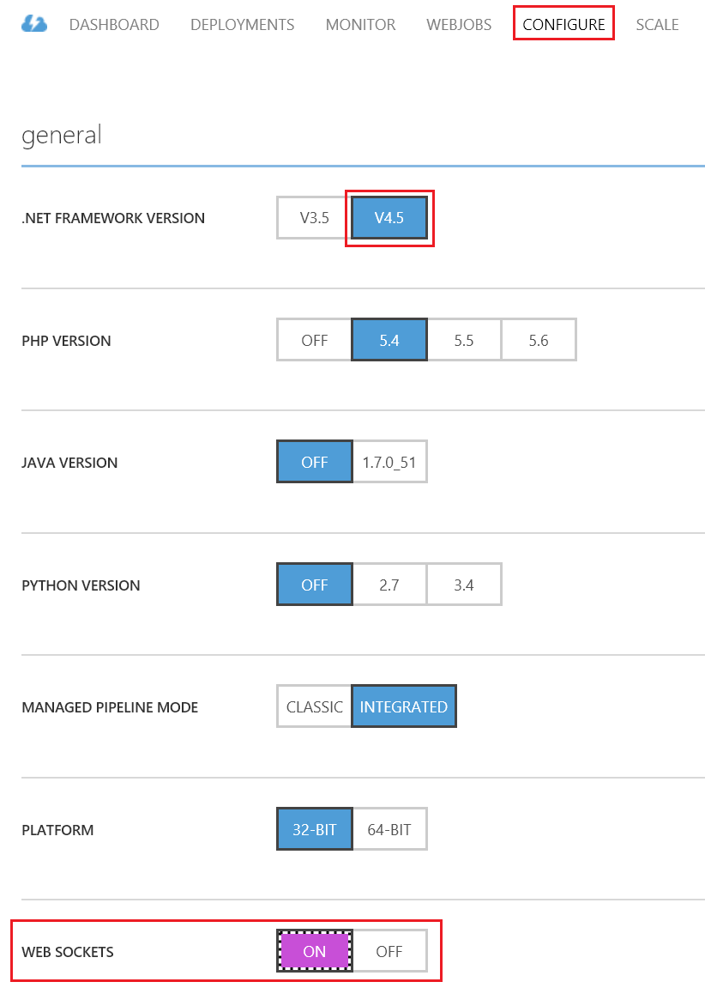 DASHBOARD DEPLOYMENTS MONITOR WEBJOBS CONFIGURE SCALE
general
.NET FRAMEWORK VERSION V3.5 V4.5
PHP VERSION OFF 5.4 5.5 5.6
JAVA VERSION OFF 1.7.0_51
PYTHON VERSION OFF 2.7 3.4
MANAGED PIPELINE MODE CLASSIC INTEGRATED
PLATFORM 32-BIT 64-BIT
WEB SOCKETS ON OFF